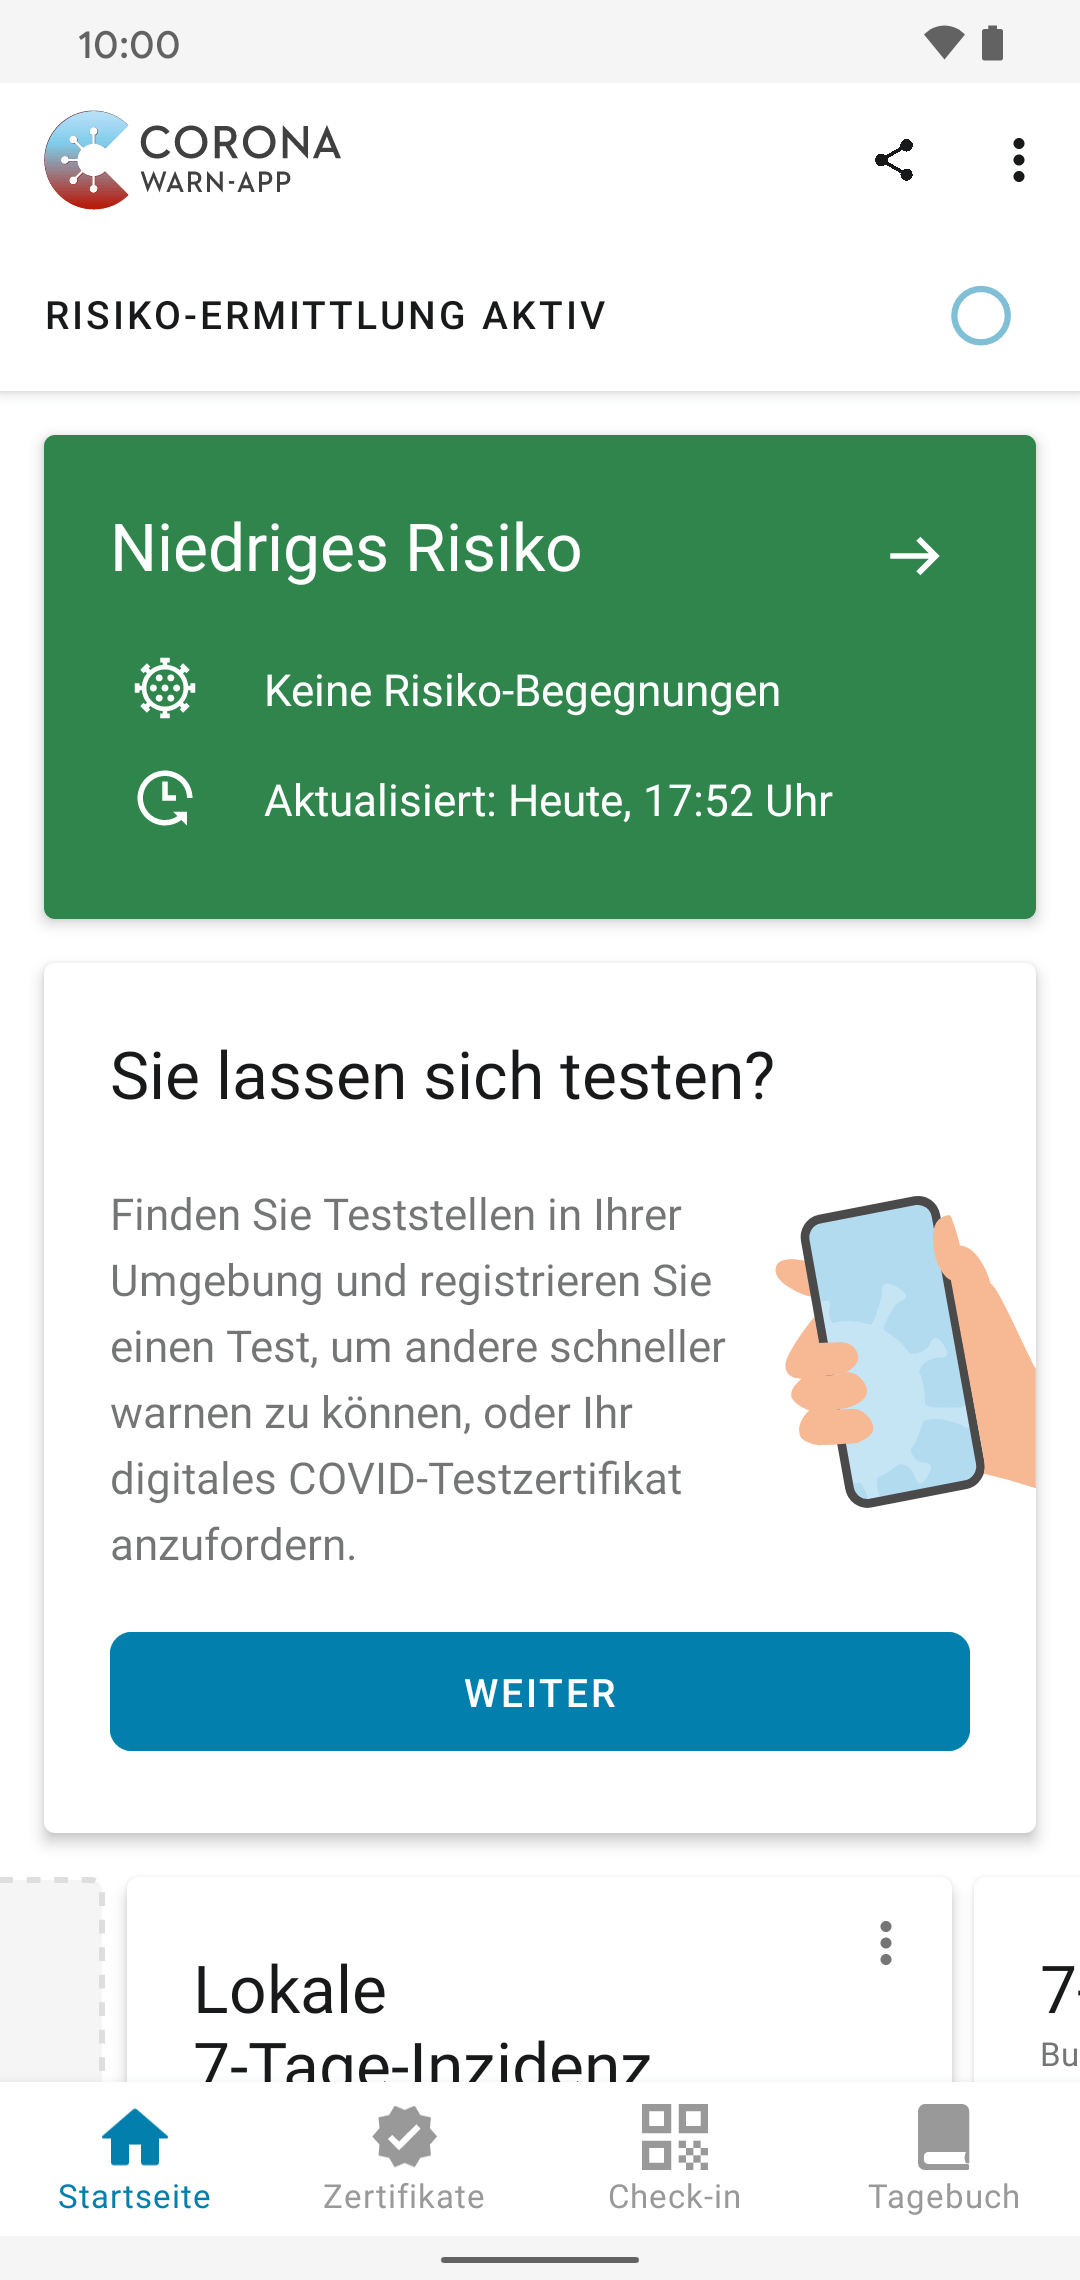 10:00
CORONA
WARN-APP
RISIKO-ERMITTLUNG AKTIV
Niedriges Risiko
Keine Risiko-Begegnungen
Aktualisiert: Heute, 17:52 Uhr
Sie lassen sich testen?
Finden Sie Teststellen in Ihrer
Umgebung und registrieren Sie
einen Test, um andere schneller
warnen zu können, oder Ihr
digitales COVID-Testzertifikat
anzufordern.
WEITER
Lokale
7-Tage-Inzidenz
7-
Bu
Startseite
Zertifikate
Check-in
Tagebuch